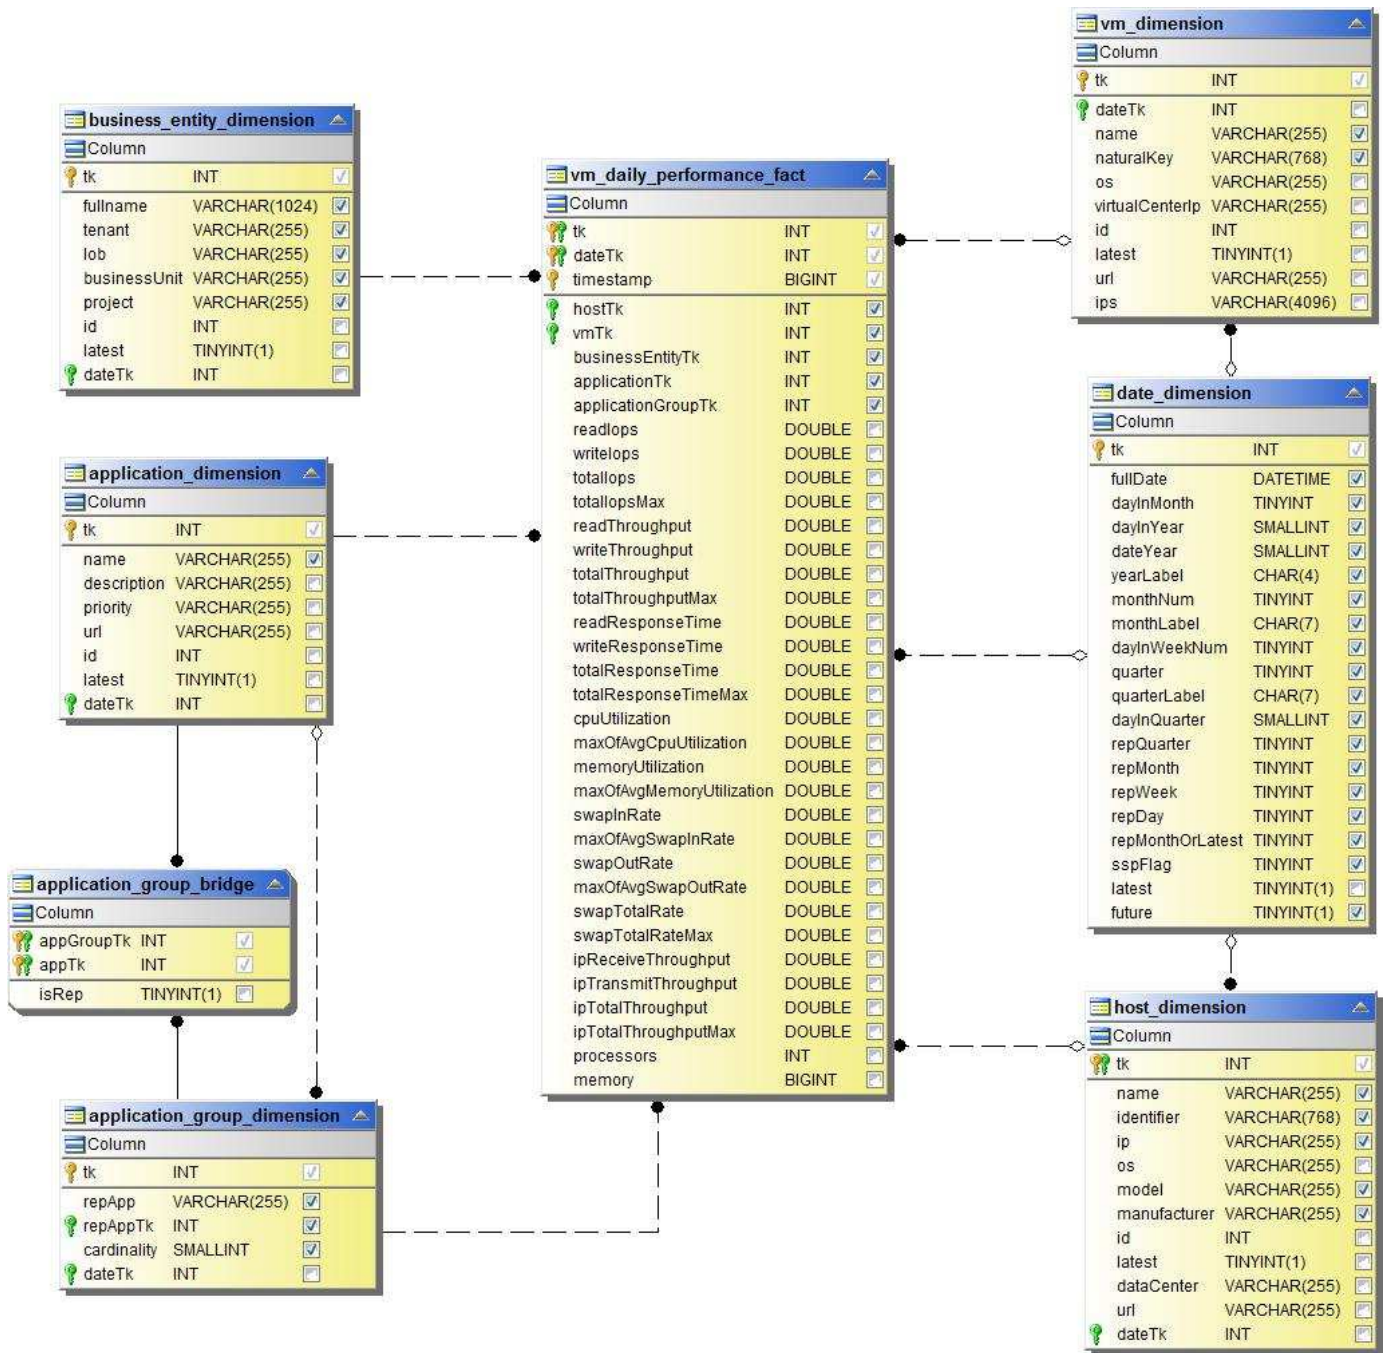 business_entity_dimension
Column
tk INT
fullname VARCHAR(1024)
tenant VARCHAR(255)
lob VARCHAR(255)
businessUnit VARCHAR(255)
project VARCHAR(255)
id INT
latest TINYINT(1)
dateTk INT
application_dimension
Column
tk INT
name VARCHAR(255)
description VARCHAR(255)
priority VARCHAR(255)
url VARCHAR(255)
id INT
latest TINYINT(1)
dateTk INT
application_group_bridge
Column
appGroupTk INT
appTk INT
isRep TINYINT(1)
application_group_dimension
Column
tk INT
repApp VARCHAR(255)
repAppTk INT
cardinality SMALLINT
dateTk INT
vm_daily_performance_fact
Column
tk INT
dateTk INT
timestamp BIGINT
hostTk INT
vmTk INT
businessEntityTk INT
applicationTk INT
applicationGroupTk INT
readIops DOUBLE
writeIops DOUBLE
totalIops DOUBLE
totalIopsMax DOUBLE
readThroughput DOUBLE
writeThroughput DOUBLE
totalThroughput DOUBLE
totalThroughputMax DOUBLE
readResponseTime DOUBLE
writeResponseTime DOUBLE
totalResponseTime DOUBLE
totalResponseTimeMax DOUBLE
cpuUtilization DOUBLE
maxOfAvgCpuUtilization DOUBLE
memoryUtilization DOUBLE
maxOfAvgMemoryUtilization DOUBLE
swapInRate DOUBLE
maxOfAvgSwapInRate DOUBLE
swapOutRate DOUBLE
maxOfAvgSwapOutRate DOUBLE
swapTotalRate DOUBLE
swapTotalRateMax DOUBLE
ipReceiveThroughput DOUBLE
ipTransmitThroughput DOUBLE
ipTotalThroughput DOUBLE
ipTotalThroughputMax DOUBLE
processors INT
memory BIGINT
vm_dimension
Column
tk INT
dateTk INT
name VARCHAR(255)
naturalKey VARCHAR(768)
os VARCHAR(255)
virtualCenterIp VARCHAR(255)
id INT
latest TINYINT(1)
url VARCHAR(255)
ips VARCHAR(4096)
date_dimension
Column
tk INT
fullDate DATETIME
dayInMonth TINYINT
dayInYear SMALLINT
dateYear SMALLINT
yearLabel CHAR(4)
monthNum TINYINT
monthLabel CHAR(7)
dayInWeekNum TINYINT
quarter TINYINT
quarterLabel CHAR(7)
dayInQuarter SMALLINT
repQuarter TINYINT
repMonth TINYINT
repWeek TINYINT
repDay TINYINT
repMonthOrLatest TINYINT
sspFlag TINYINT
latest TINYINT(1)
future TINYINT(1)
host_dimension
Column
tk INT
name VARCHAR(255)
identifier VARCHAR(768)
ip VARCHAR(255)
os VARCHAR(255)
model VARCHAR(255)
manufacturer VARCHAR(255)
id INT
latest TINYINT(1)
dataCenter VARCHAR(255)
url VARCHAR(255)
dateTk INT